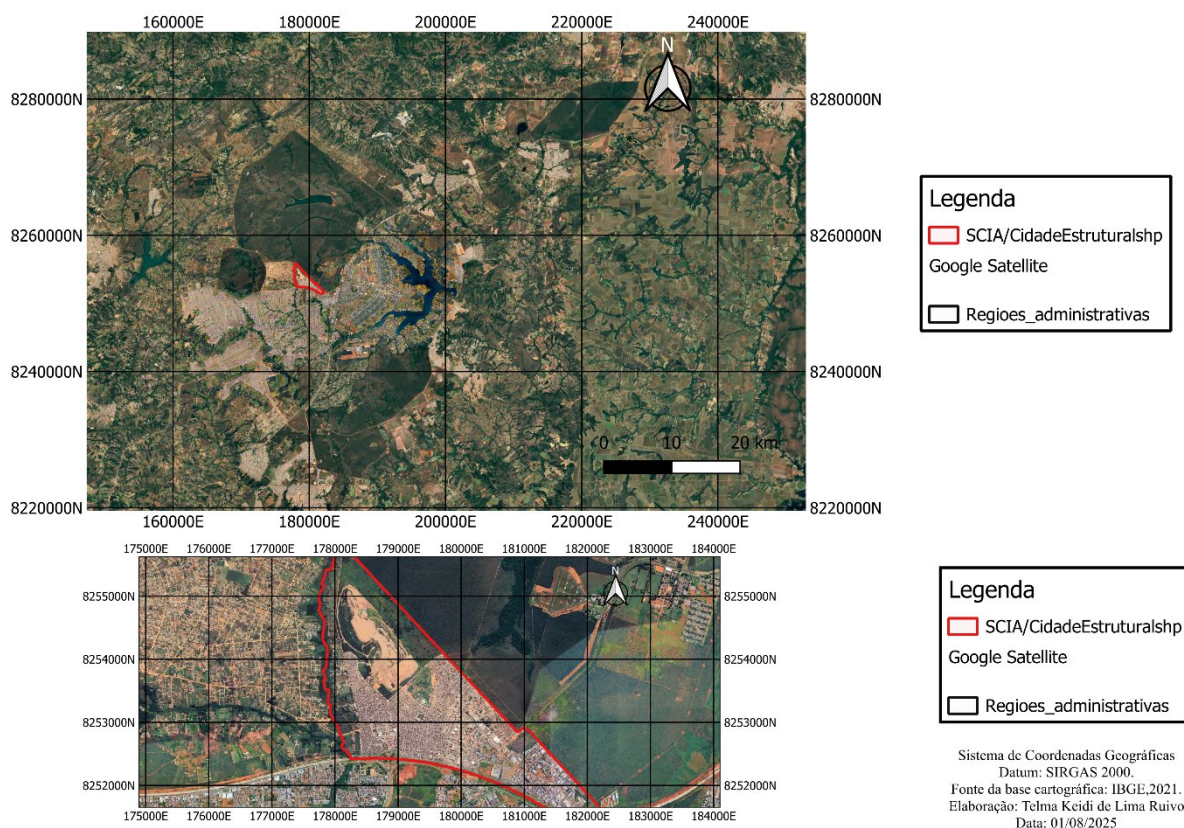 160000E 180000E 200000E 220000E 240000E
N
8280000N 8280000N
8260000N 8260000N
8240000N 8240000N
0 10 20 km
8220000N 8220000N
160000E 180000E 200000E 220000E 240000E
Legenda
SCIA/CidadeEstruturalshp
Google Satellite
Regioes_administrativas
175000E 176000E 177000E 178000E 179000E 180000E 181000E 182000E 183000E 184000E
N
8255000N 8255000N
8254000N 8254000N
8253000N 8253000N
8252000N 8252000N
175000E 176000E 177000E 178000E 179000E 180000E 181000E 182000E 183000E 184000E
Legenda
SCIA/CidadeEstruturalshp
Google Satellite
Regioes_administrativas
Sistema de Coordenadas Geográficas
Datum: SIRGAS 2000.
Fonte da base cartográfica: IBGE,2021.
Elaboração: Telma Keidi de Lima Ruivo
Data: 01/08/2025